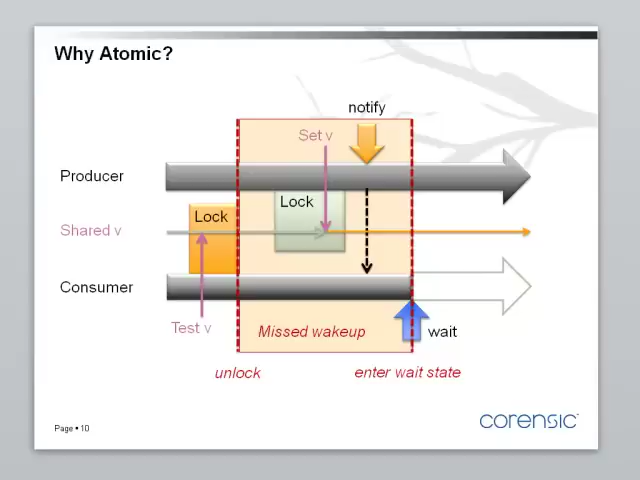 Why Atomic?
notify
Set v
Producer
Lock
Lock
Shared v
Consumer
Test v
Missed wakeup
wait
unlock
enter wait state
corensic
Page ▪ 10